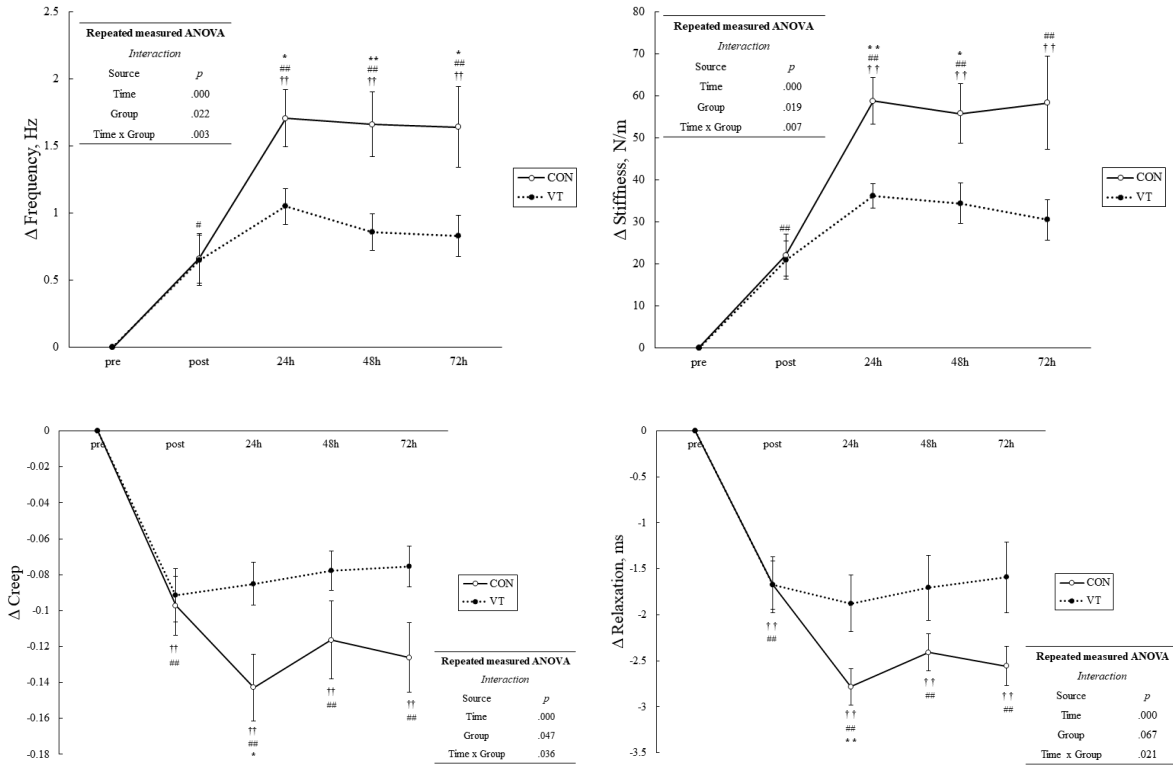 2.5
2
1.5
1
0.5
0
Δ Frequency, Hz
Repeated measured ANOVA
Interaction
Source p
Time .000
Group .022
Time x Group .003
*
##
††
**
##
††
*
##
††
#
CON
VT
pre post 24h 48h 72h
80
70
60
50
40
30
20
10
0
Δ Stiffness, N/m
Repeated measured ANOVA
Interaction
Source p
Time .000
Group .019
Time x Group .007
**
##
††
*
##
††
##
††
##
CON
VT
pre post 24h 48h 72h
0
-0.02
-0.04
-0.06
-0.08
-0.1
-0.12
-0.14
-0.16
-0.18
Δ Creep
pre post 24h 48h 72h
††
##
††
##
*
††
##
††
##
CON
VT
Repeated measured ANOVA
Interaction
Source p
Time .000
Group .047
Time x Group .036
0
-0.5
-1
-1.5
-2
-2.5
-3
-3.5
Δ Relaxation, ms
pre post 24h 48h 72h
††
##
††
##
**
††
##
††
##
CON
VT
Repeated measured ANOVA
Interaction
Source p
Time .000
Group .067
Time x Group .021